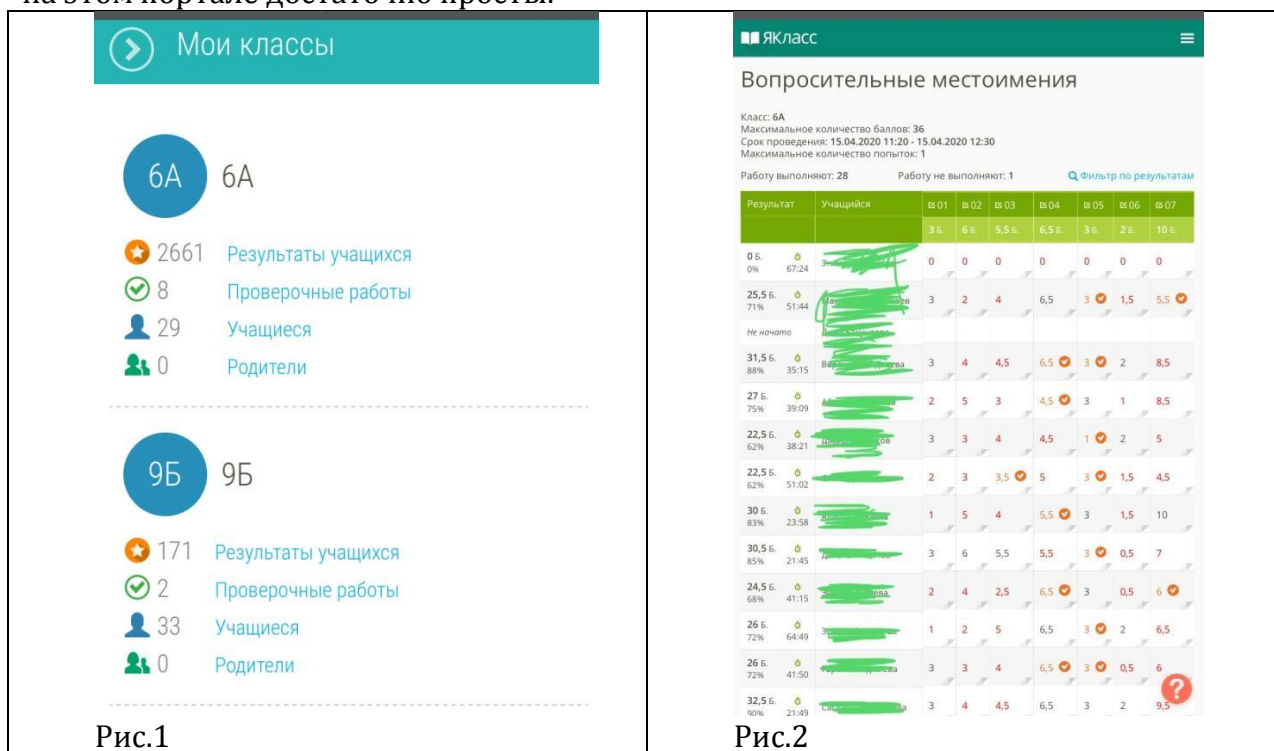 на этом портале достаточно просты.
Мои классы
6А 6А
2661 Результаты учащихся
8 Проверочные работы
29 Учащиеся
0 Родители
9Б 9Б
171 Результаты учащихся
2 Проверочные работы
33 Учащиеся
0 Родители
Рис.1
ЯКласс
Вопросительные местоимения
Класс: 6А
Максимальное количество баллов: 36
Срок проведения: 15.04.2020 11:20 - 15.04.2020 12:30
Максимальное количество попыток: 1
Работу выполняют: 28 Работу не выполняют: 1 Фильтр по результатам
Результат Учащийся 01 02 03 04 05 06 07
3 Б. 6 Б. 5,5 Б. 6,5 Б. 3 Б. 2 Б. 10 Б.
0 Б. 0 0 0 0 0 0 0
0% 67:24
25,5 Б. 3 2 4 6,5 3 1,5 5,5
71% 51:44
Не начато
31,5 Б. 3 4 4,5 6,5 3 2 8,5
88% 35:15
27 Б. 2 5 3 4,5 3 1 8,5
75% 39:09
22,5 Б. 3 3 4 4,5 1 2 5
62% 38:21
22,5 Б. 2 3 3,5 5 3 1,5 4,5
62% 51:02
30 Б. 1 5 4 5,5 3 1,5 10
83% 23:58
30,5 Б. 3 6 5,5 5,5 3 0,5 7
85% 21:45
24,5 Б. 2 4 2,5 6,5 3 0,5 6
68% 41:15
26 Б. 1 2 5 6,5 3 2 6,5
72% 64:49
26 Б. 3 3 4 6,5 3 0,5 6
72% 41:50
32,5 Б. 3 4 4,5 6,5 3 2 9,5
90% 21:49
?
Рис.2